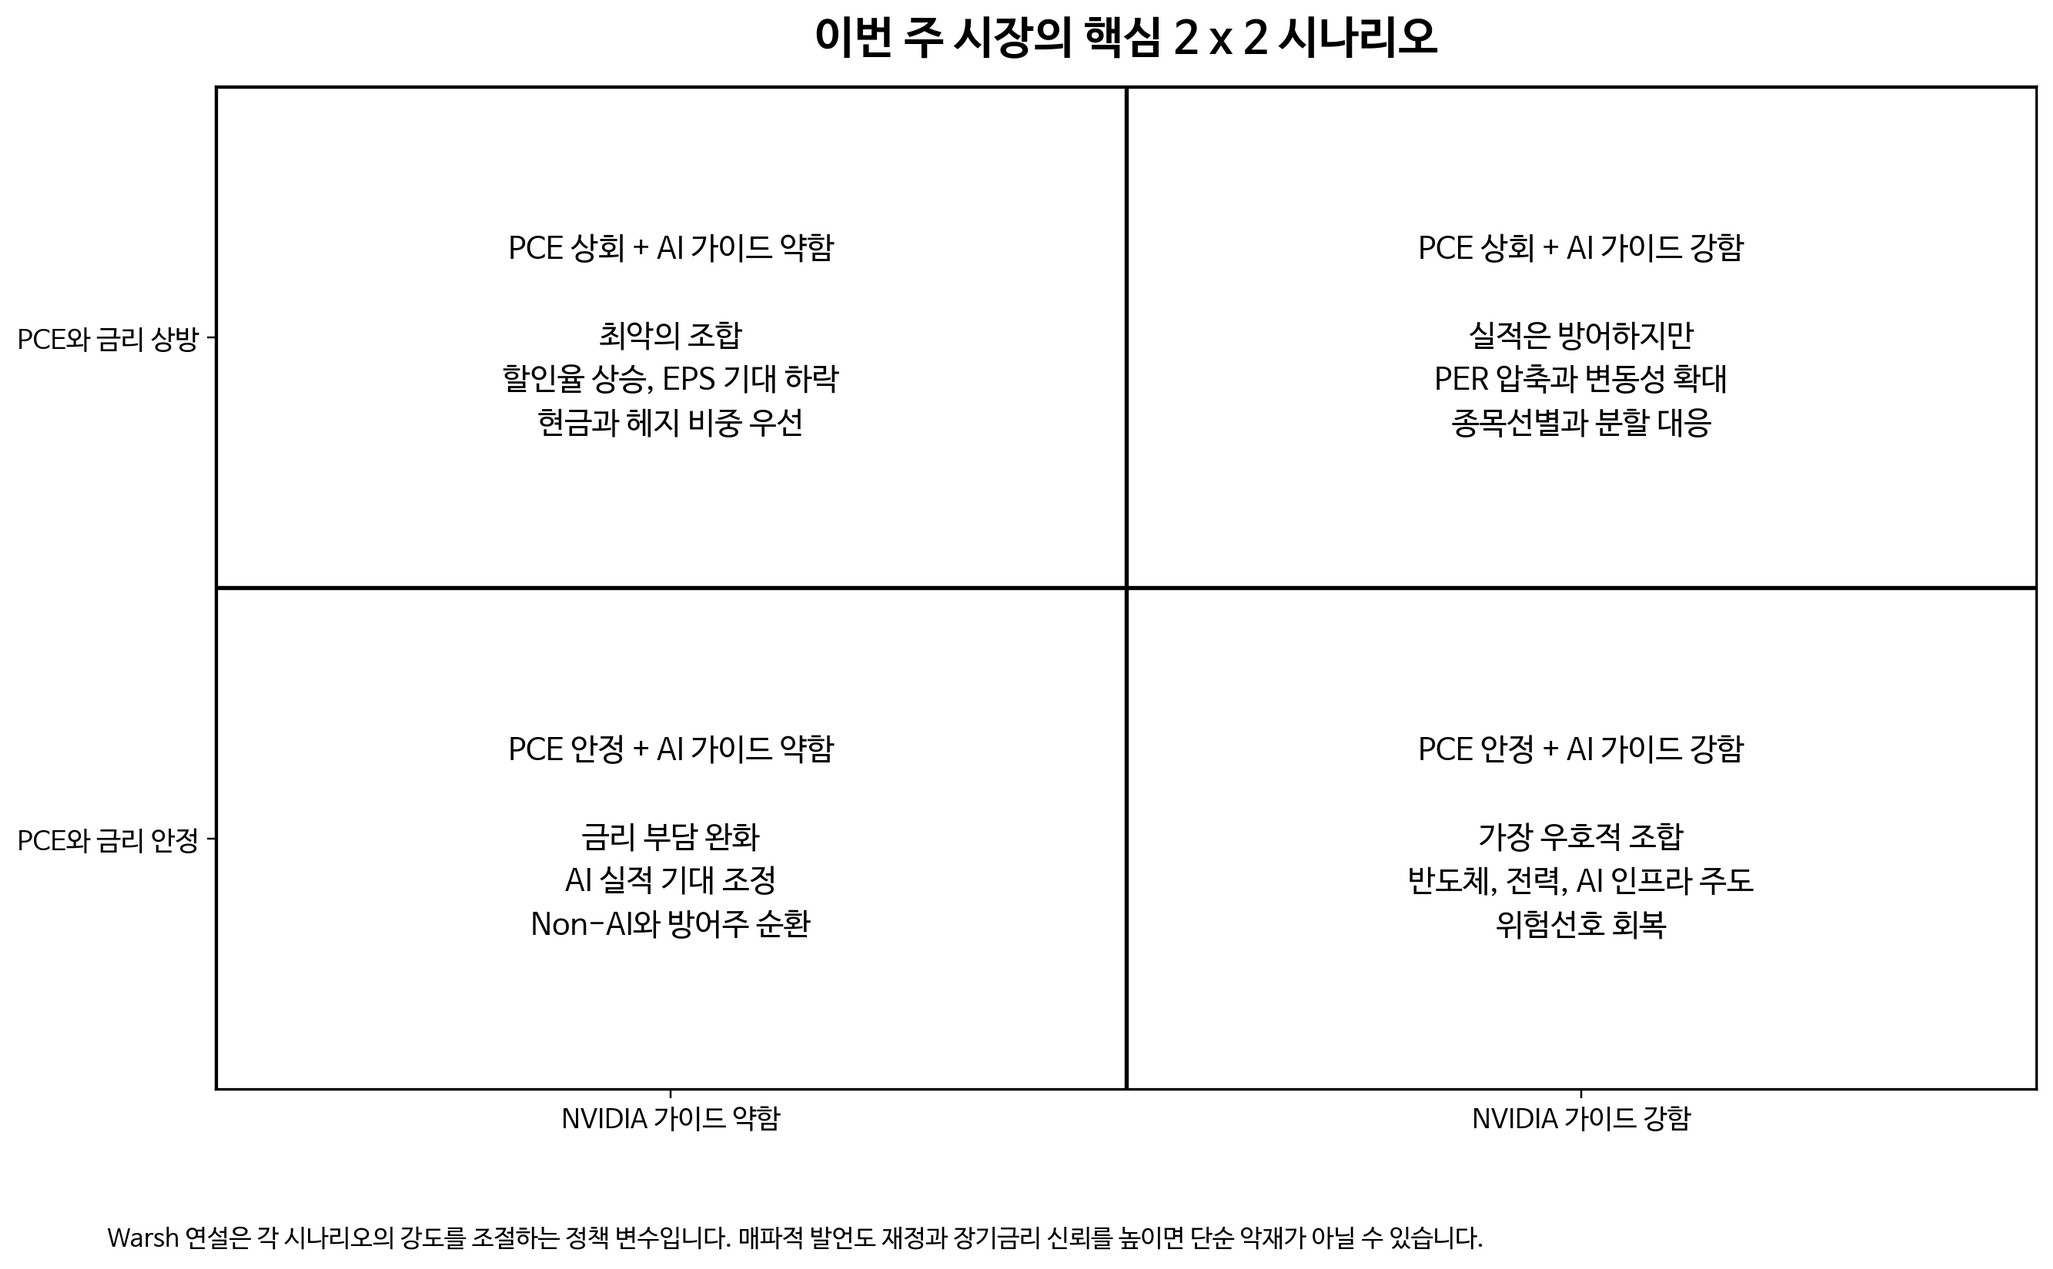 이번 주 시장의 핵심 2 x 2 시나리오
PCE와 금리 상방
PCE 상회 + AI 가이드 약함
최악의 조합
할인율 상승, EPS 기대 하락
현금과 헤지 비중 우선
PCE 상회 + AI 가이드 강함
실적은 방어하지만
PER 압축과 변동성 확대
종목선별과 분할 대응
PCE와 금리 안정
PCE 안정 + AI 가이드 약함
금리 부담 완화
AI 실적 기대 조정
Non-AI와 방어주 순환
PCE 안정 + AI 가이드 강함
가장 우호적 조합
반도체, 전력, AI 인프라 주도
위험선호 회복
NVIDIA 가이드 약함
NVIDIA 가이드 강함
Warsh 연설은 각 시나리오의 강도를 조절하는 정책 변수입니다. 매파적 발언도 재정과 장기금리 신뢰를 높이면 단순 악재가 아닐 수 있습니다.